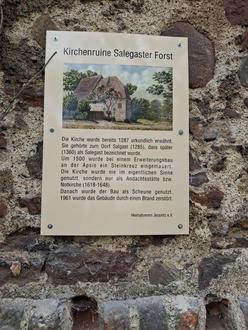 Kirchenruine Salegaster Forst
Die Kirche wurde bereits 1287 urkundlich erwähnt.
Sie gehörte zum Dorf Salgast (1285), dass später
(1360) als Salegast bezeichnet wurde.
Um 1500 wurde bei einem Erweiterungsbau
an der Apsis ein Steinkreuz eingemauert.
Die Kirche wurde nie im eigentlichen Sinne
genutzt, sondern nur als Andachtsstätte bzw.
Notkirche (1618-1648).
Danach wurde der Bau als Scheune genutzt.
1961 wurde das Gebäude durch einen Brand zerstört.
Heimatverein Jeßnitz e.V.